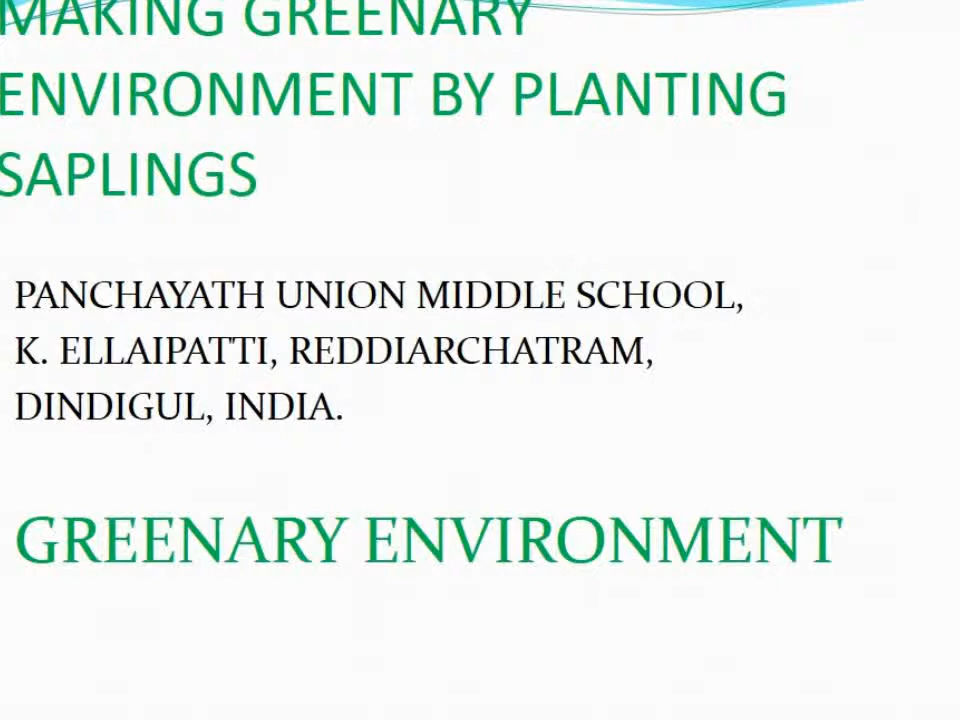 MAKING GREENARY
ENVIRONMENT BY PLANTING
SAPLINGS
PANCHAYATH UNION MIDDLE SCHOOL,
K. ELLAIPATTI, REDDIARCHATRAM,
DINDIGUL, INDIA.
GREENARY ENVIRONMENT